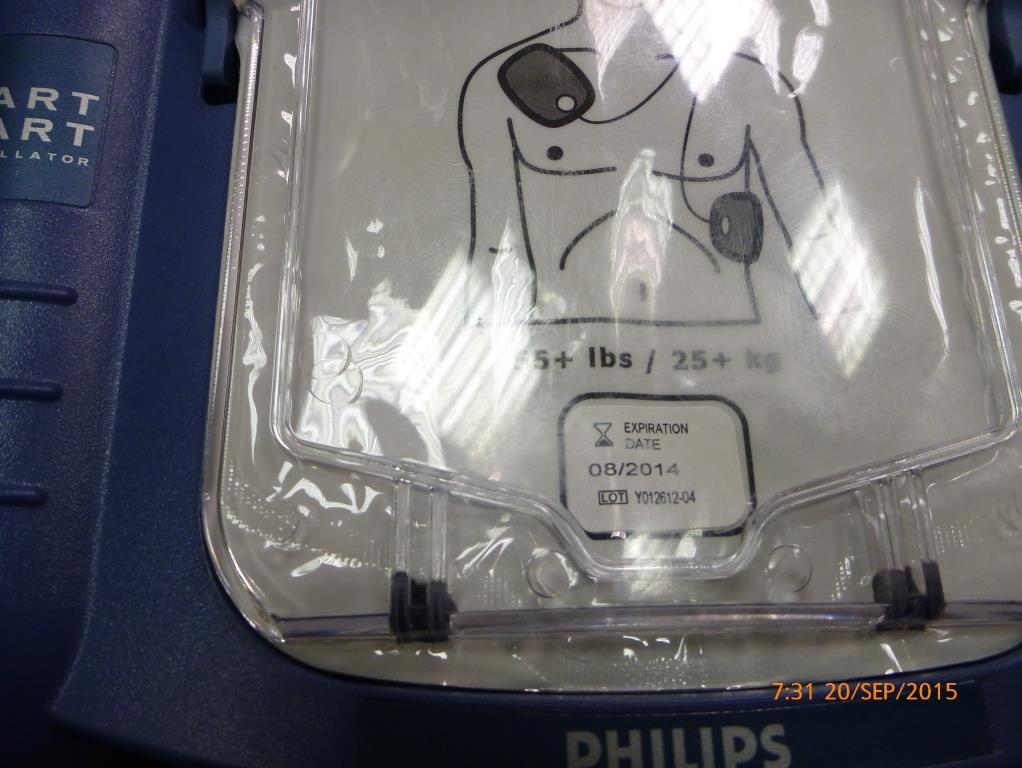 ART
ART
LLATOR
55+ lbs / 25+ kg
EXPIRATION
DATE
08/2014
LOT Y012612-04
7:31 20/SEP/2015
PHILIPS